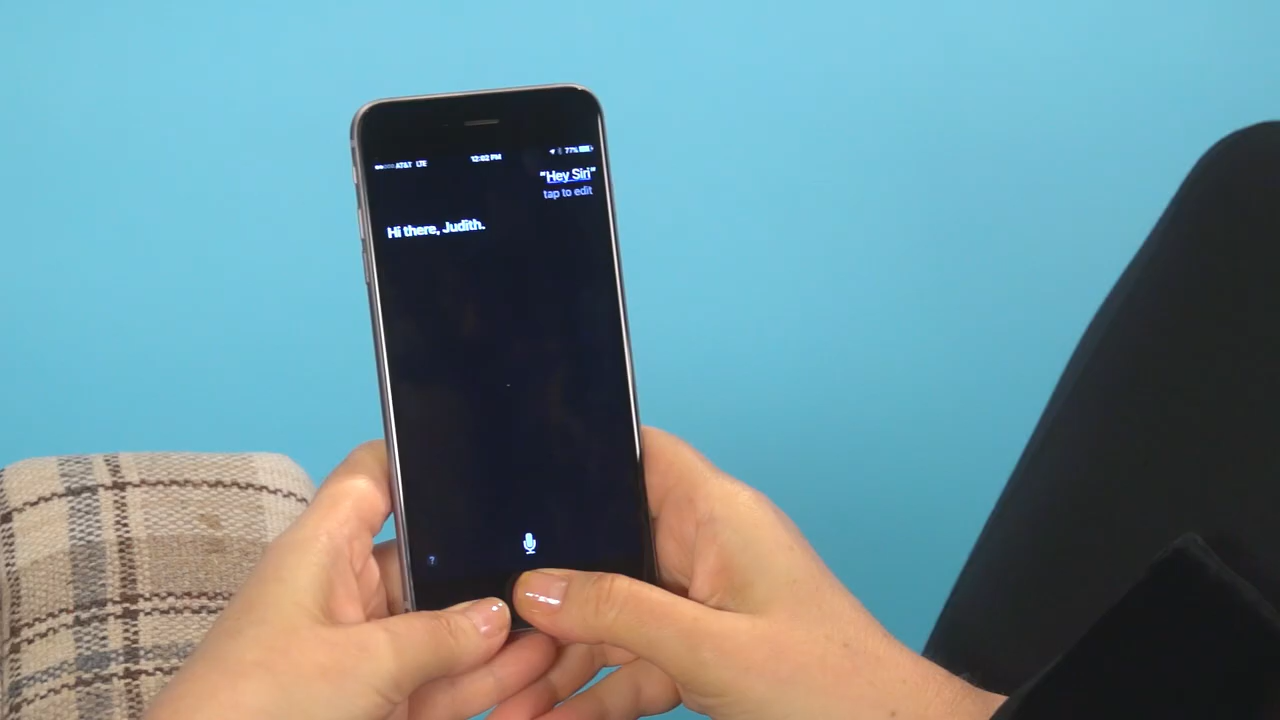 AT&T LTE 12:02 PM 77%
"Hey Siri"
tap to edit
Hi there, Judith.
?